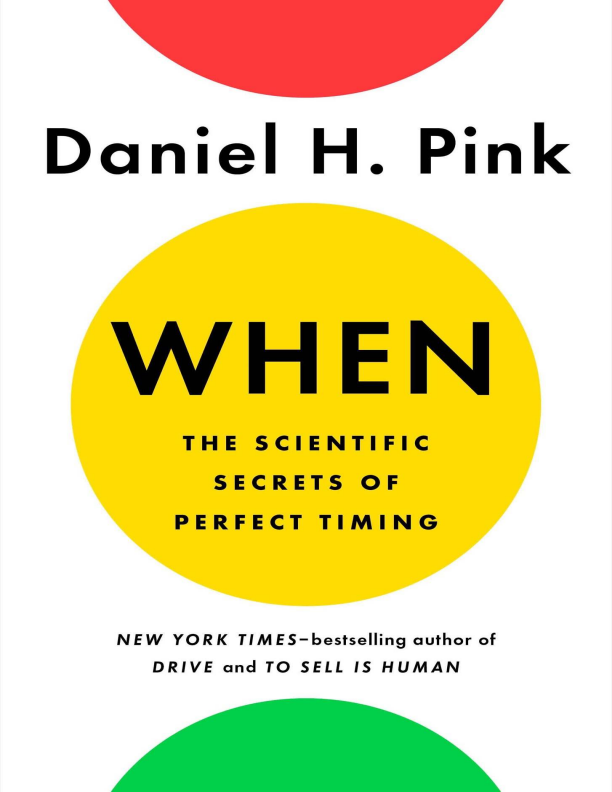 Daniel H. Pink
WHEN
THE SCIENTIFIC
SECRETS OF
PERFECT TIMING
NEW YORK TIMES–bestselling author of
DRIVE and TO SELL IS HUMAN